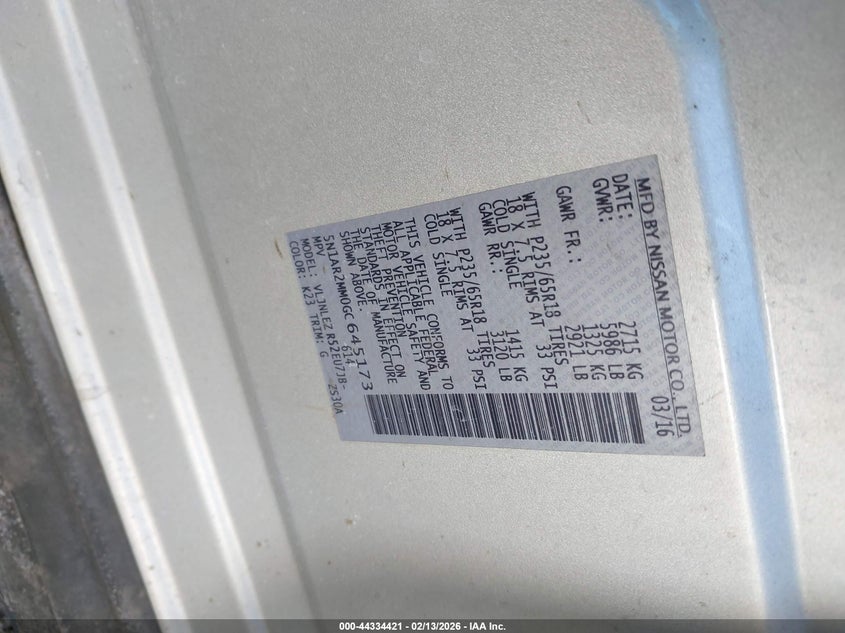 MFD BY NISSAN MOTOR CO., LTD.
DATE: 03/16
GVWR: 2715 KG
5986 LB
GAWR FR.: 1325 KG
2921 LB
WITH P235/65R18 TIRES
18 X 7.5 RIMS AT 33 PSI
COLD SINGLE
GAWR RR.: 1415 KG
3120 LB
WITH P235/65R18 TIRES
18 X 7.5 RIMS AT 33 PSI
COLD SINGLE
THIS VEHICLE CONFORMS TO
ALL APPLICABLE FEDERAL
MOTOR VEHICLE SAFETY AND
THEFT PREVENTION
STANDARDS IN EFFECT ON
THE DATE OF MANUFACTURE
SHOWN ABOVE.
5N1AR2MM0GC645173
MPV
COLOR: K23 TRIM: G
000-44334421 - 02/13/2026 - IAA Inc.